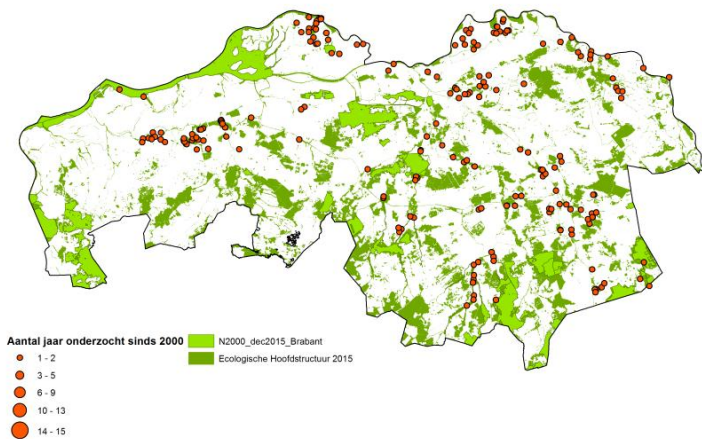 Aantal jaar onderzocht sinds 2000
1 - 2
3 - 5
6 - 9
10 - 13
14 - 15
N2000_dec2015_Brabant
Ecologische Hoofdstructuur 2015